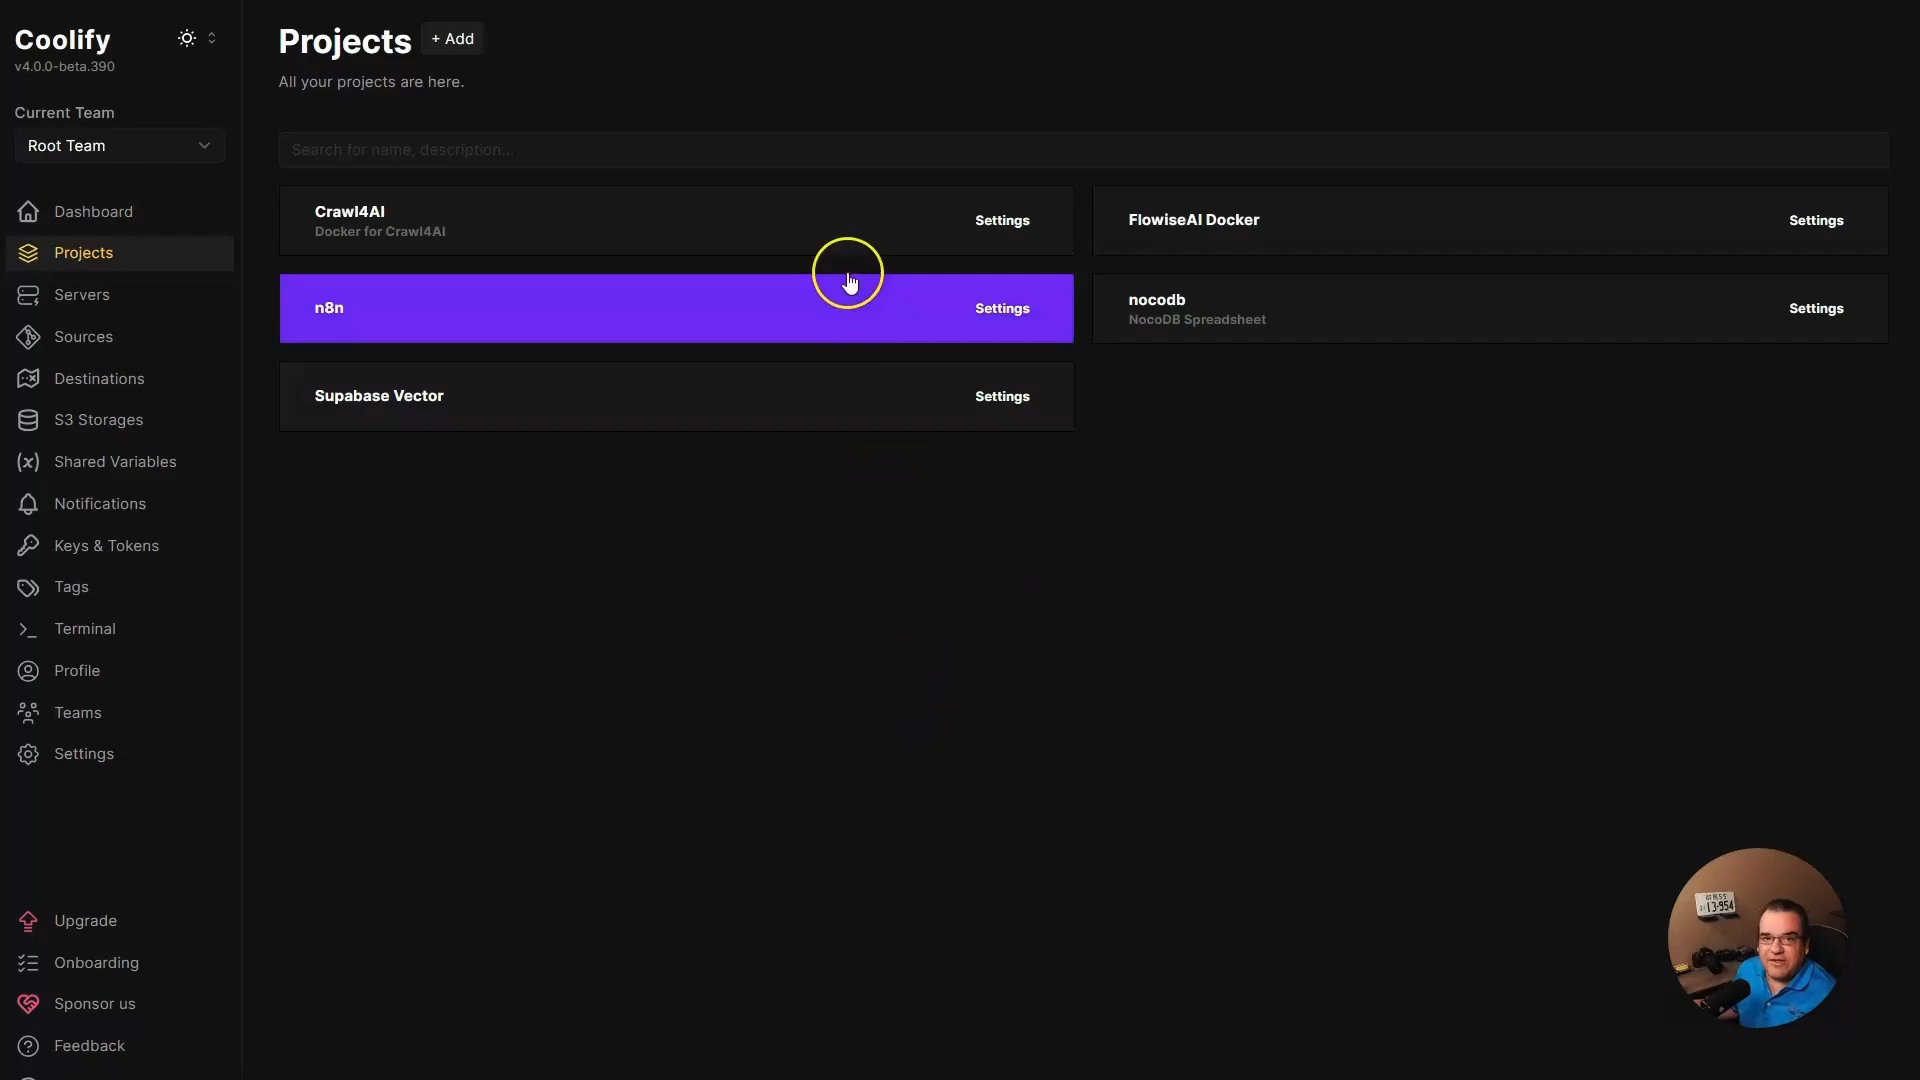 Coolify
v4.0.0-beta.390
Current Team
Root Team
Dashboard
Projects
Servers
Sources
Destinations
S3 Storages
Shared Variables
Notifications
Keys & Tokens
Tags
Terminal
Profile
Teams
Settings
Upgrade
Onboarding
Sponsor us
Feedback
Projects
+ Add
All your projects are here.
Search for name, description...
Crawl4AI
Docker for Crawl4AI
Settings
FlowiseAI Docker
Settings
n8n
Settings
nocodb
NocoDB Spreadsheet
Settings
Supabase Vector
Settings